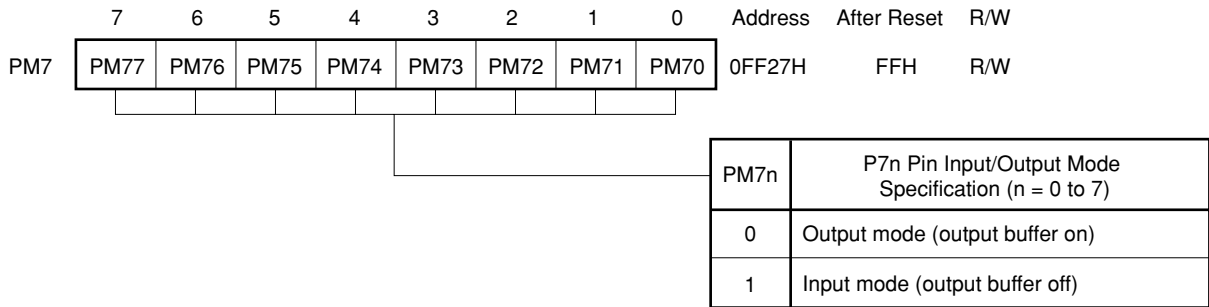 7 6 5 4 3 2 1 0 Address After Reset R/W
PM7 PM77 PM76 PM75 PM74 PM73 PM72 PM71 PM70 0FF27H FFH R/W
PM7n P7n Pin Input/Output Mode
Specification (n = 0 to 7)
0 Output mode (output buffer on)
1 Input mode (output buffer off)